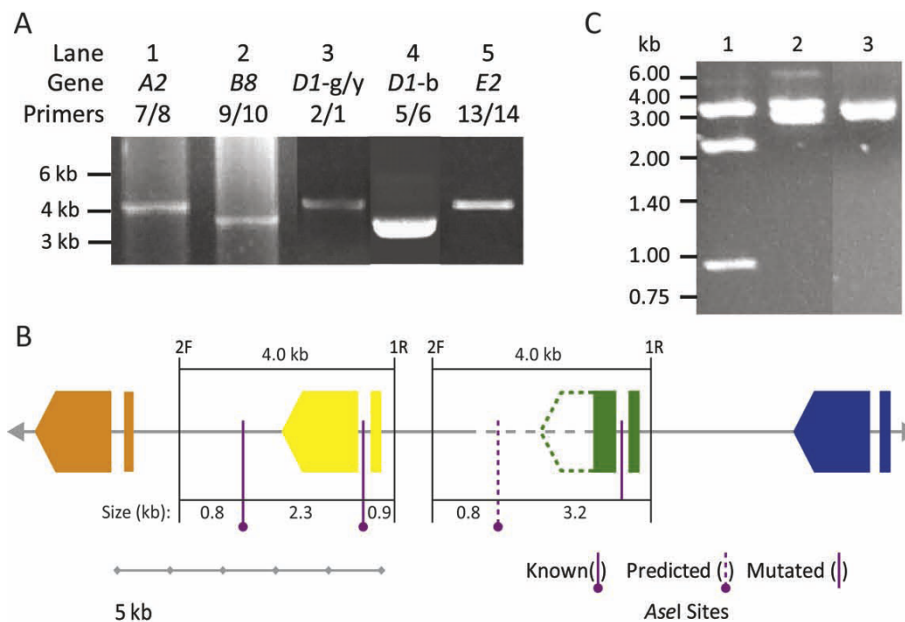 A
Lane 1 2 3 4 5
Gene A2 B8 D1-g/y D1-b E2
Primers 7/8 9/10 2/1 5/6 13/14
6 kb
4 kb
3 kb
C
kb 1 2 3
6.00
4.00
3.00
2.00
1.40
1.00
0.75
B
2F 1R 2F 1R
4.0 kb 4.0 kb
Size (kb): 0.8 2.3 0.9 0.8 3.2
5 kb
Known() Predicted () Mutated ()
AseI Sites